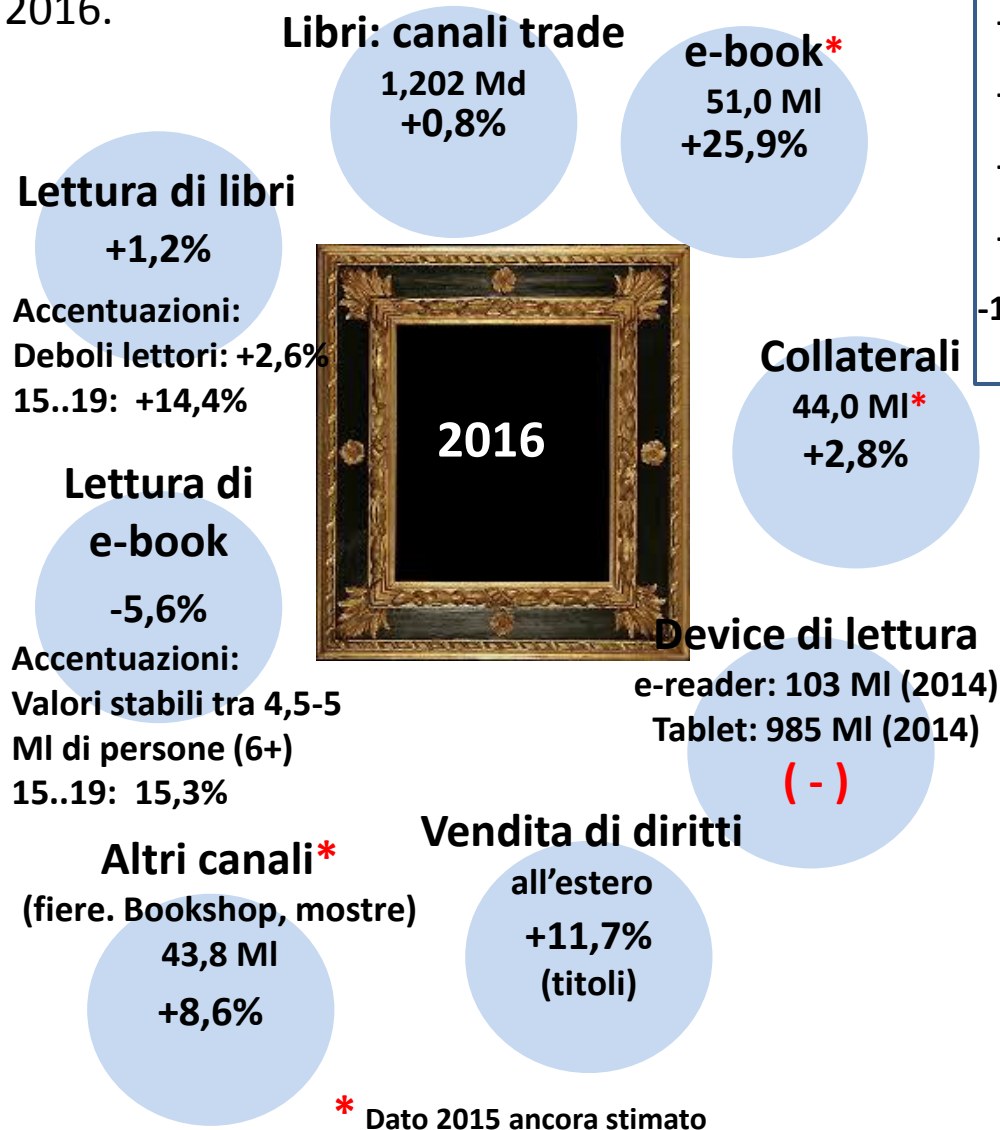 2016.
Libri: canali trade
1,202 Md
+0,8%
e-book*
51,0 Ml
+25,9%
Lettura di libri
+1,2%
Accentuazioni:
Deboli lettori: +2,6%
15..19: +14,4%
2016
Collaterali
44,0 Ml*
+2,8%
-1
Lettura di
e-book
-5,6%
Accentuazioni:
Valori stabili tra 4,5-5
Ml di persone (6+)
15..19: 15,3%
Device di lettura
e-reader: 103 Ml (2014)
Tablet: 985 Ml (2014)
( - )
Altri canali*
(fiere. Bookshop, mostre)
43,8 Ml
+8,6%
Vendita di diritti
all’estero
+11,7%
(titoli)
* Dato 2015 ancora stimato